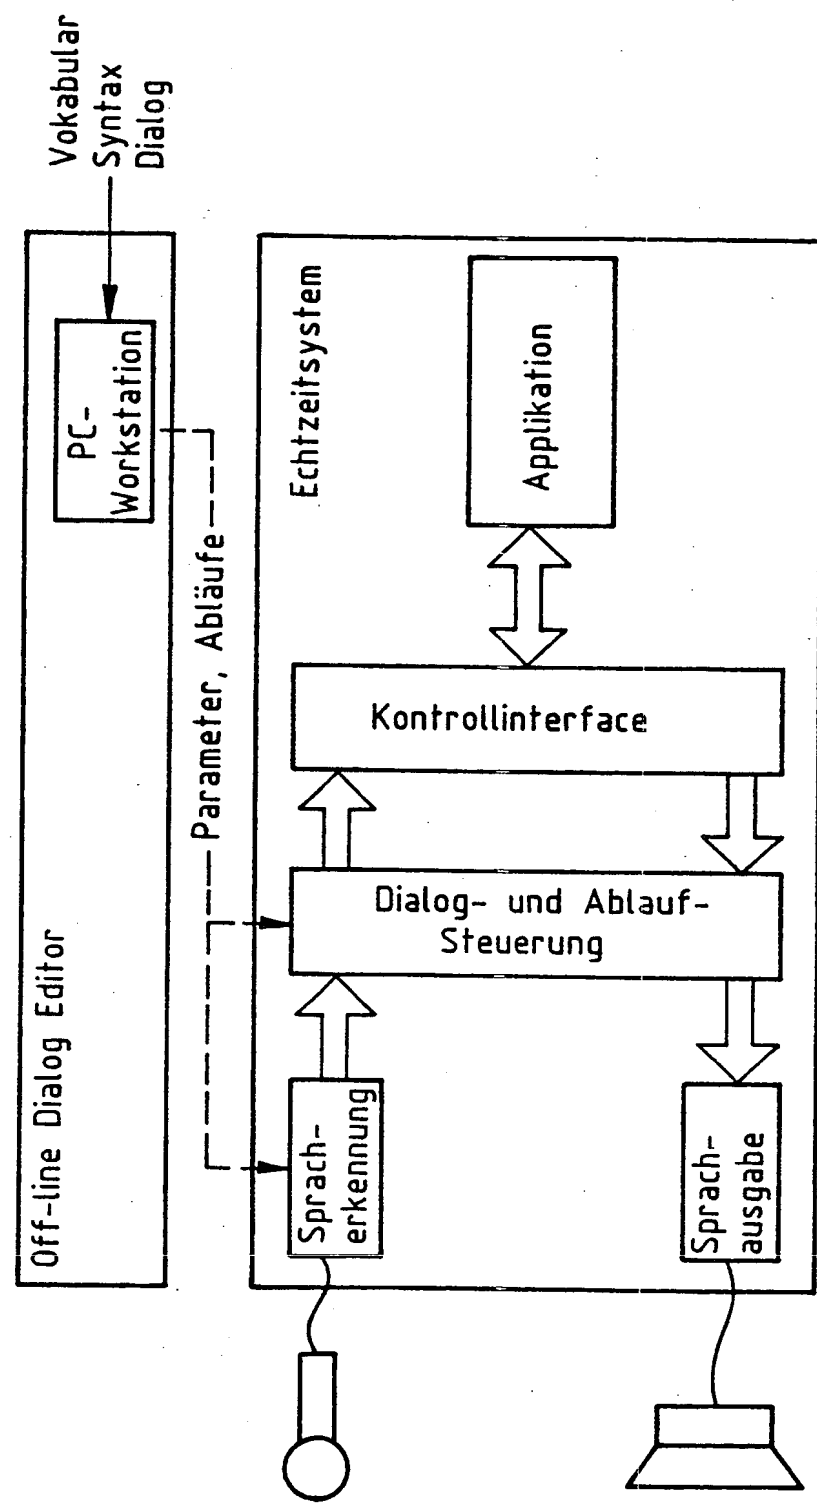 Off-line Dialog Editor
PC-
Workstation
Vokabular
Syntax
Dialog
Parameter, Abläufe
Echtzeitsystem
Sprach-
erkennung
Dialog- und Ablauf-
Steuerung
Kontrollinterface
Applikation
Sprach-
ausgabe